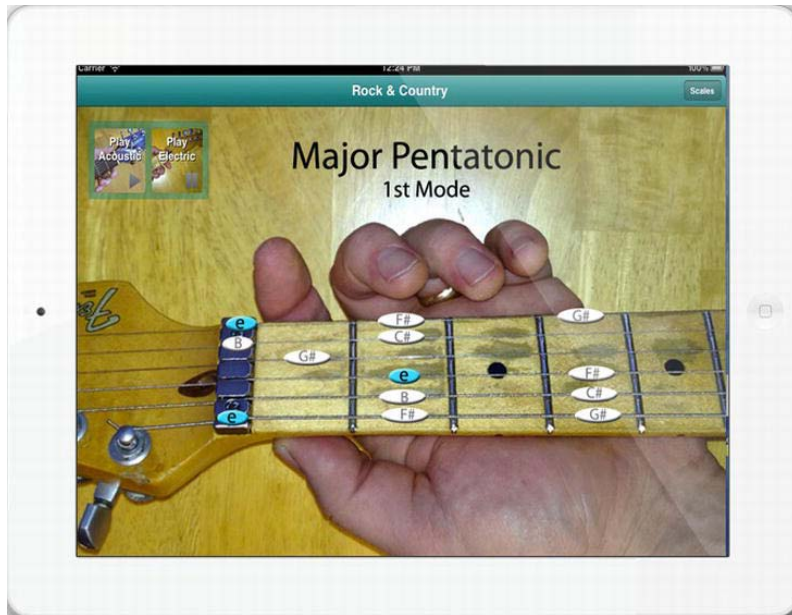 Carrier 12:24 PM 100%
Rock & Country Scales
Play Acoustic
Play Electric
Major Pentatonic
1st Mode
e F# G#
B C#
G#
e F#
B C#
e F# G#